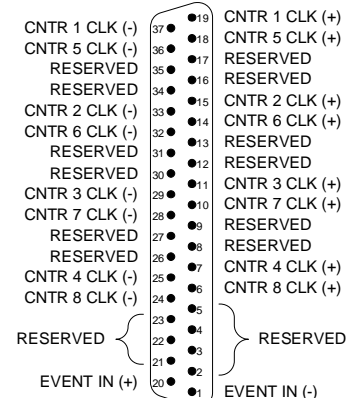 19 CNTR 1 CLK (+)
CNTR 1 CLK (-) 37
18 CNTR 5 CLK (+)
CNTR 5 CLK (-) 36
17 RESERVED
RESERVED 35
16 RESERVED
RESERVED 34
15 CNTR 2 CLK (+)
CNTR 2 CLK (-) 33
14 CNTR 6 CLK (+)
CNTR 6 CLK (-) 32
13 RESERVED
RESERVED 31
12 RESERVED
RESERVED 30
11 CNTR 3 CLK (+)
CNTR 3 CLK (-) 29
10 CNTR 7 CLK (+)
CNTR 7 CLK (-) 28
9 RESERVED
RESERVED 27
8 RESERVED
RESERVED 26
7 CNTR 4 CLK (+)
CNTR 4 CLK (-) 25
6 CNTR 8 CLK (+)
CNTR 8 CLK (-) 24
5
23
4
RESERVED 22 RESERVED
3
21
2
EVENT IN (+) 20
1 EVENT IN (-)